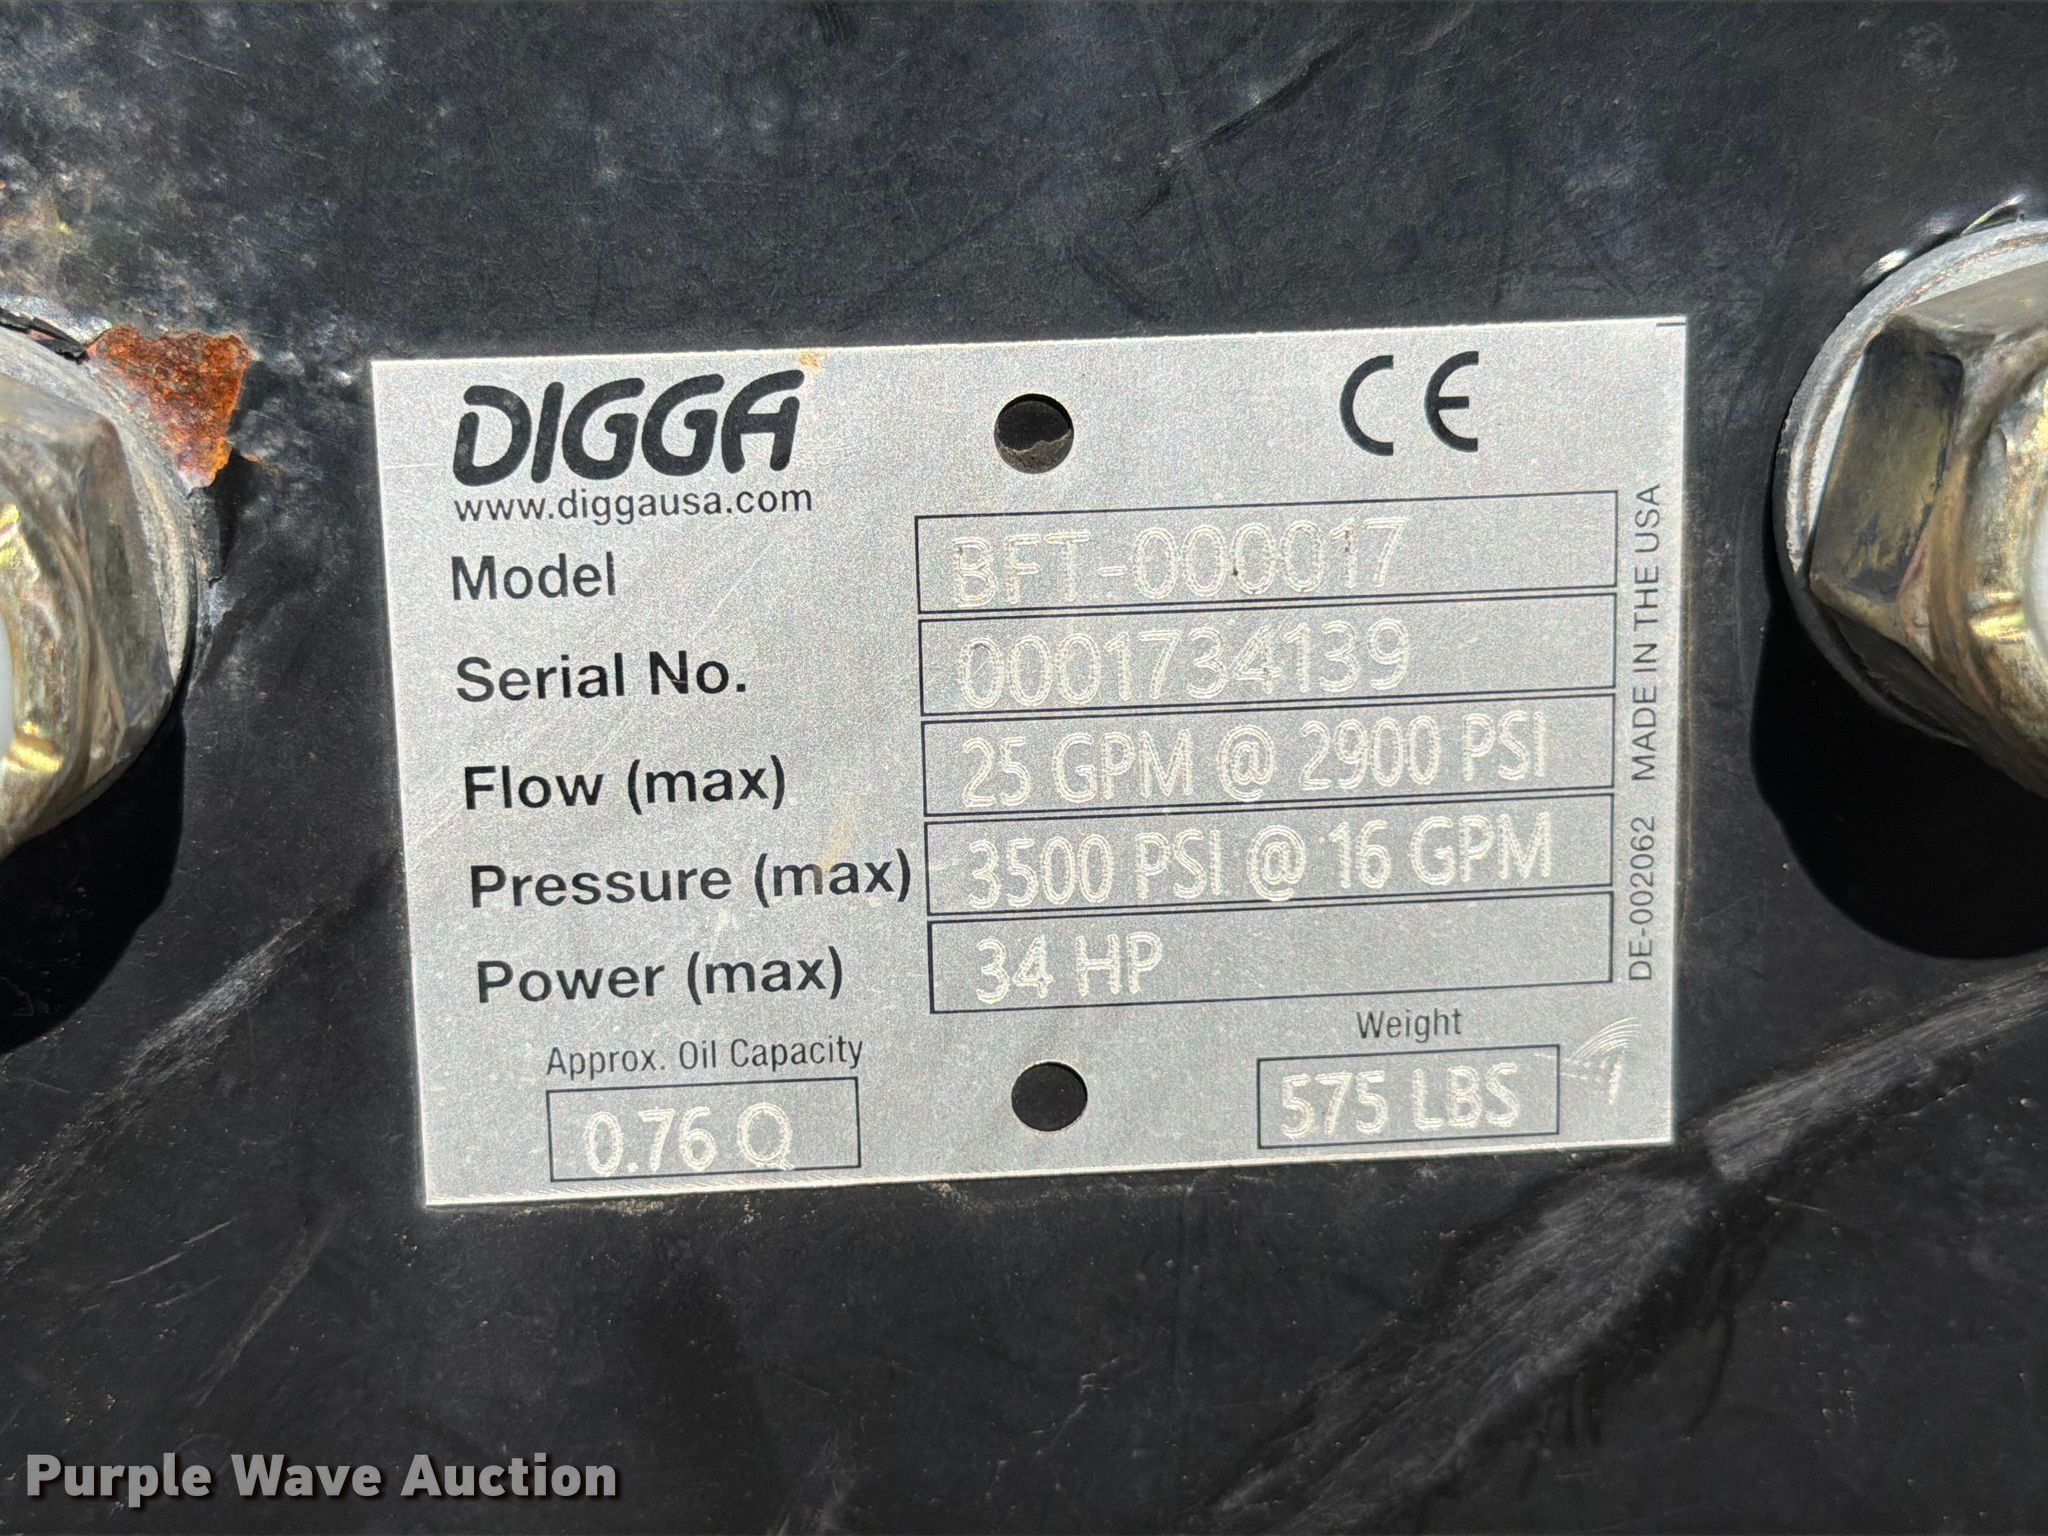 DIGGA
www.diggausa.com
CE
Model BFT-000017
Serial No. 0001734139
Flow (max) 25 GPM @ 2900 PSI
Pressure (max) 3500 PSI @ 16 GPM
Power (max) 34 HP
Approx. Oil Capacity
0.76 Q
Weight
575 LBS
DE-002062 MADE IN THE USA
Purple Wave Auction